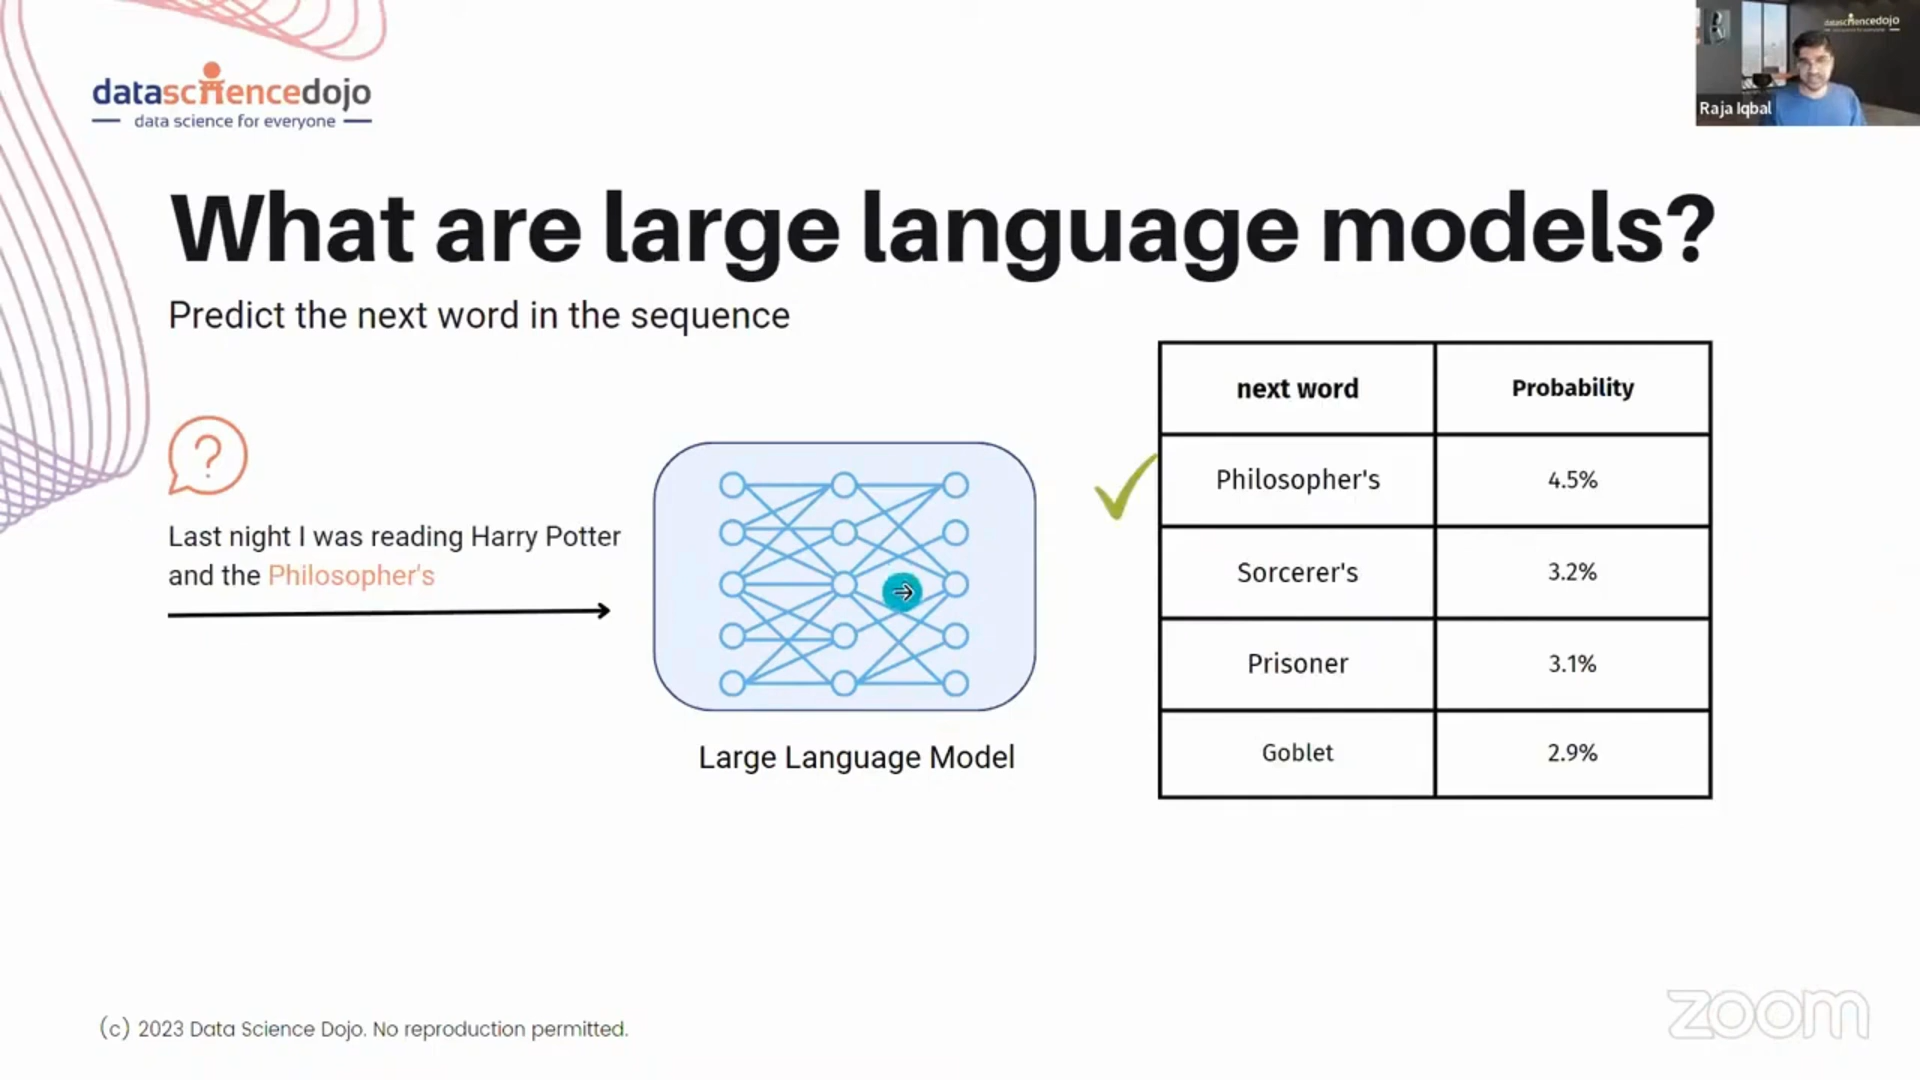 datasciencedojo
data science for everyone
datasciencedojo
Raja Iqbal
What are large language models?
Predict the next word in the sequence
?
Last night I was reading Harry Potter
and the Philosopher's
Large Language Model
next word Probability
Philosopher's 4.5%
Sorcerer's 3.2%
Prisoner 3.1%
Goblet 2.9%
(c) 2023 Data Science Dojo. No reproduction permitted.
zoom